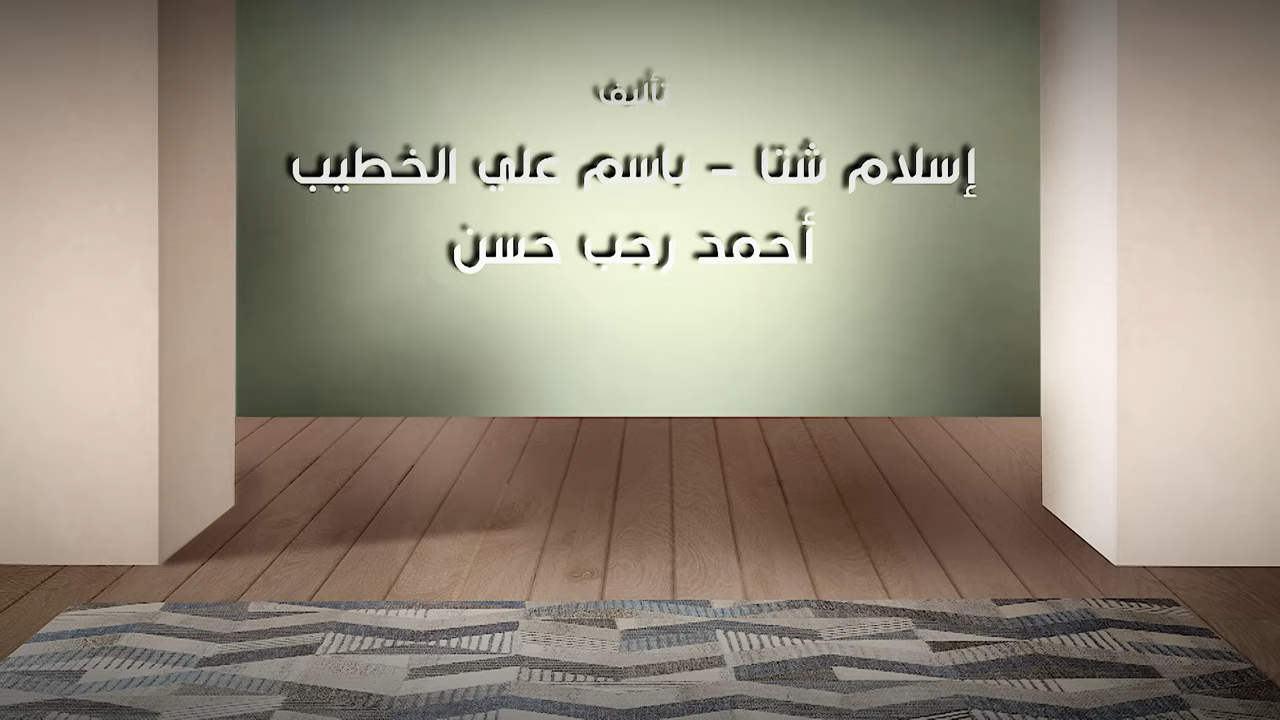 تأليف
إسلام شتا - باسم علي الخطيب
أحمد رجب حسن